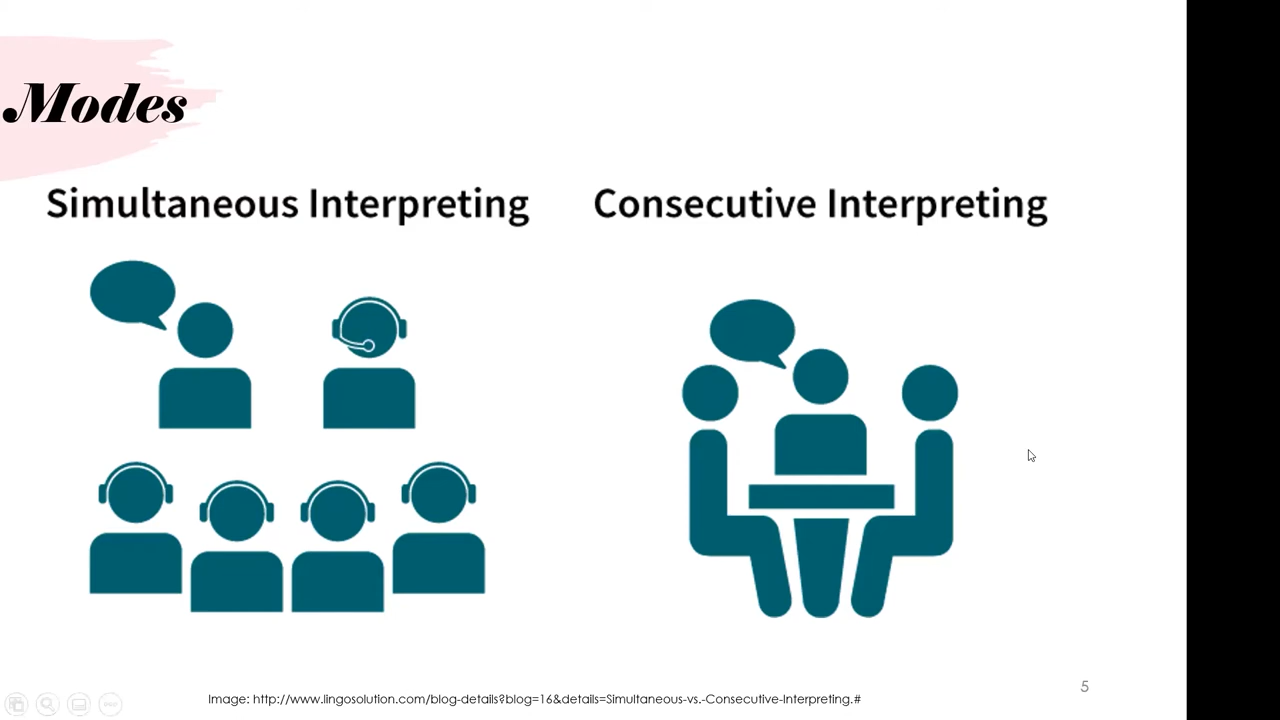 Modes
Simultaneous Interpreting
Consecutive Interpreting
Image: http://www.lingosolution.com/blog-details?blog=16&details=Simultaneous-vs.-Consecutive-Interpreting.#
5